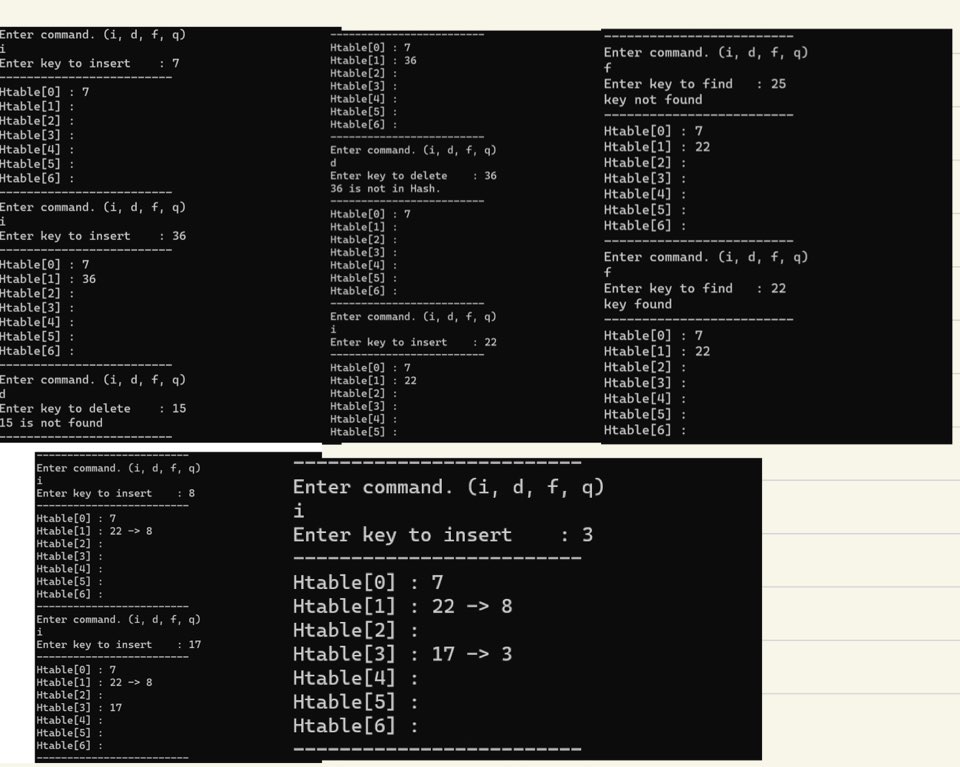 Enter command. (i, d, f, q)
i
Enter key to insert    : 7
-------------------------
Htable[0] : 7
Htable[1] :
Htable[2] :
Htable[3] :
Htable[4] :
Htable[5] :
Htable[6] :
-------------------------
Enter command. (i, d, f, q)
i
Enter key to insert    : 36
-------------------------
Htable[0] : 7
Htable[1] : 36
Htable[2] :
Htable[3] :
Htable[4] :
Htable[5] :
Htable[6] :
-------------------------
Enter command. (i, d, f, q)
d
Enter key to delete    : 15
15 is not found
-------------------------
-------------------------
Htable[0] : 7
Htable[1] : 36
Htable[2] :
Htable[3] :
Htable[4] :
Htable[5] :
Htable[6] :
-------------------------
Enter command. (i, d, f, q)
d
Enter key to delete    : 36
36 is not in Hash.
-------------------------
Htable[0] : 7
Htable[1] :
Htable[2] :
Htable[3] :
Htable[4] :
Htable[5] :
Htable[6] :
-------------------------
Enter command. (i, d, f, q)
i
Enter key to insert    : 22
-------------------------
Htable[0] : 7
Htable[1] : 22
Htable[2] :
Htable[3] :
Htable[4] :
Htable[5] :
-------------------------
Enter command. (i, d, f, q)
f
Enter key to find   : 25
key not found
-------------------------
Htable[0] : 7
Htable[1] : 22
Htable[2] :
Htable[3] :
Htable[4] :
Htable[5] :
Htable[6] :
-------------------------
Enter command. (i, d, f, q)
f
Enter key to find   : 22
key found
-------------------------
Htable[0] : 7
Htable[1] : 22
Htable[2] :
Htable[3] :
Htable[4] :
Htable[5] :
Htable[6] :
-------------------------
Enter command. (i, d, f, q)
i
Enter key to insert    : 8
-------------------------
Htable[0] : 7
Htable[1] : 22 -> 8
Htable[2] :
Htable[3] :
Htable[4] :
Htable[5] :
Htable[6] :
-------------------------
Enter command. (i, d, f, q)
i
Enter key to insert    : 17
-------------------------
Htable[0] : 7
Htable[1] : 22 -> 8
Htable[2] :
Htable[3] : 17
Htable[4] :
Htable[5] :
Htable[6] :
-------------------------
-------------------------
Enter command. (i, d, f, q)
i
Enter key to insert    : 3
-------------------------
Htable[0] : 7
Htable[1] : 22 -> 8
Htable[2] :
Htable[3] : 17 -> 3
Htable[4] :
Htable[5] :
Htable[6] :
-------------------------